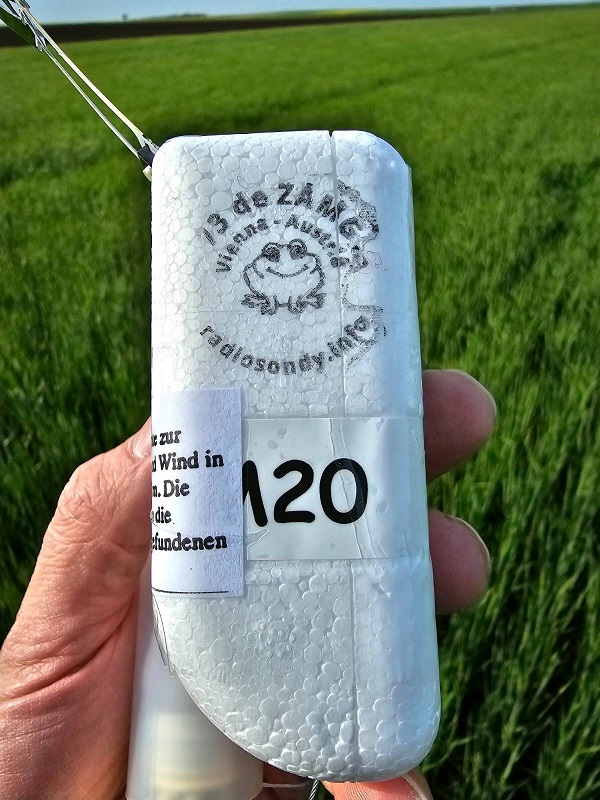 73 de ZAMG
Vienna-Austria
radiosondy.info
e zur
d Wind in
n. Die
die
efundenen
M20